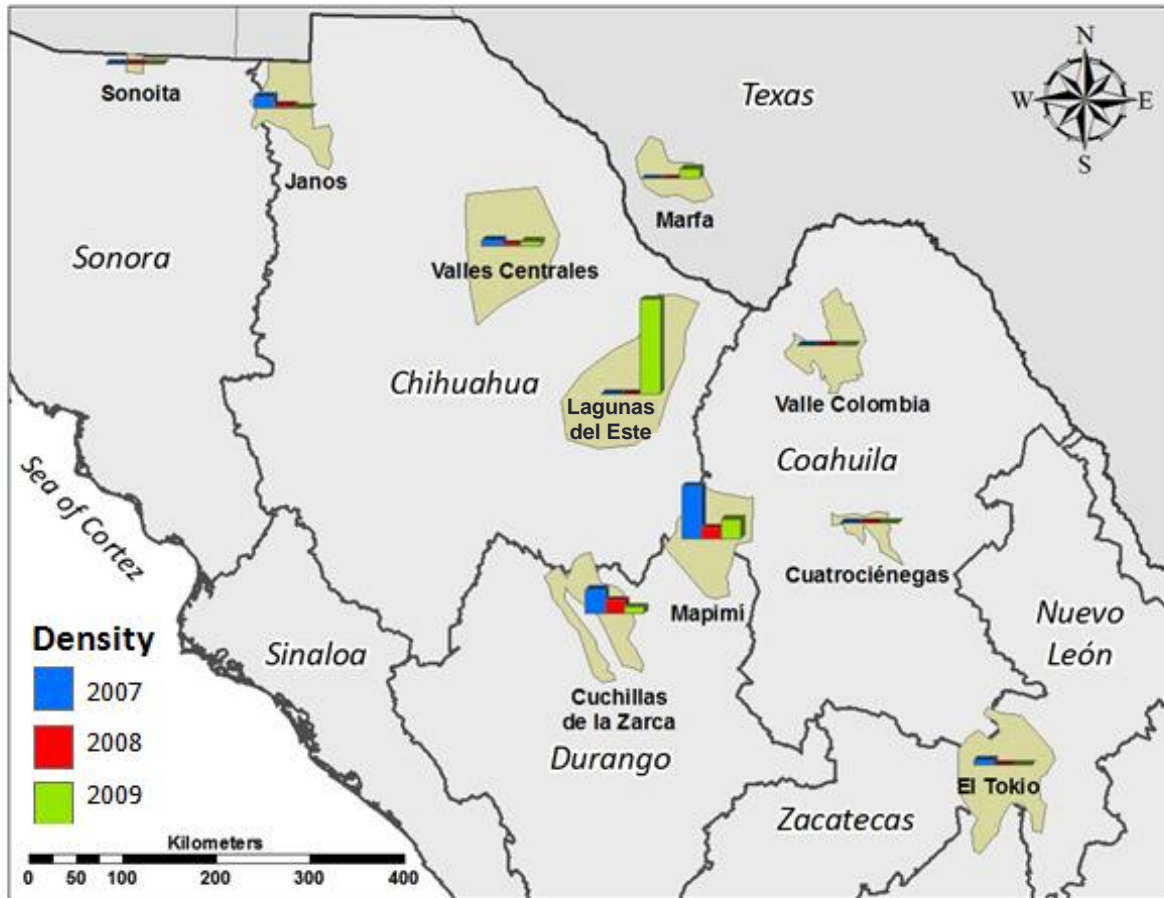 N
W
E
S
Texas
Sonoita
Janos
Marfa
Sonora
Valles Centrales
Chihuahua
Lagunas
del Este
Valle Colombia
Coahuila
Sea of Cortez
Cuatrociénegas
Mapimí
Nuevo
León
Density
2007
2008
2009
Sinaloa
Cuchillas
de la Zarca
Durango
El Tokio
Zacatecas
Kilometers
0 50 100 200 300 400